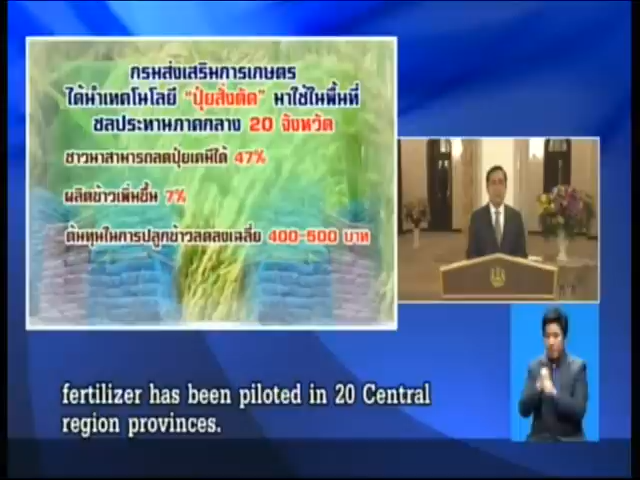 กรมส่งเสริมการเกษตร
ได้นำเทคโนโลยี "ปุ๋ยสั่งตัด" มาใช้ในพื้นที่
ชลประทานภาคกลาง 20 จังหวัด
ชาวนาสามารถลดปุ๋ยเคมีได้ 47%
ผลิตข้าวเพิ่มขึ้น 7%
ต้นทุนในการปลูกข้าวลดลงเฉลี่ย 400-500 บาท
fertilizer has been piloted in 20 Central
region provinces.